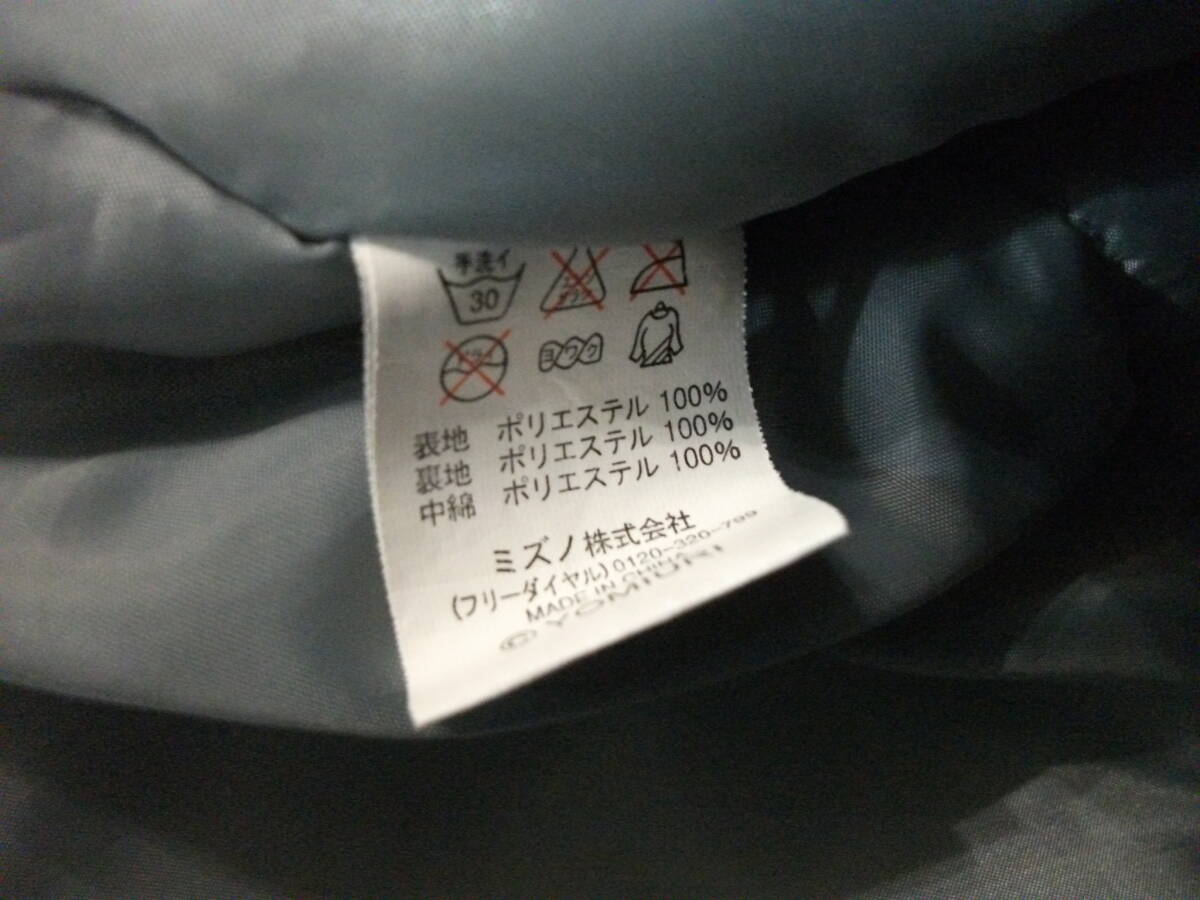 手洗イ
30
ドライ
ヨワク
表地 ポリエステル 100%
裏地 ポリエステル 100%
中綿 ポリエステル 100%
ミズノ株式会社
(フリーダイヤル) 0120-320-799
MADE IN CHINA
© YOMIURI